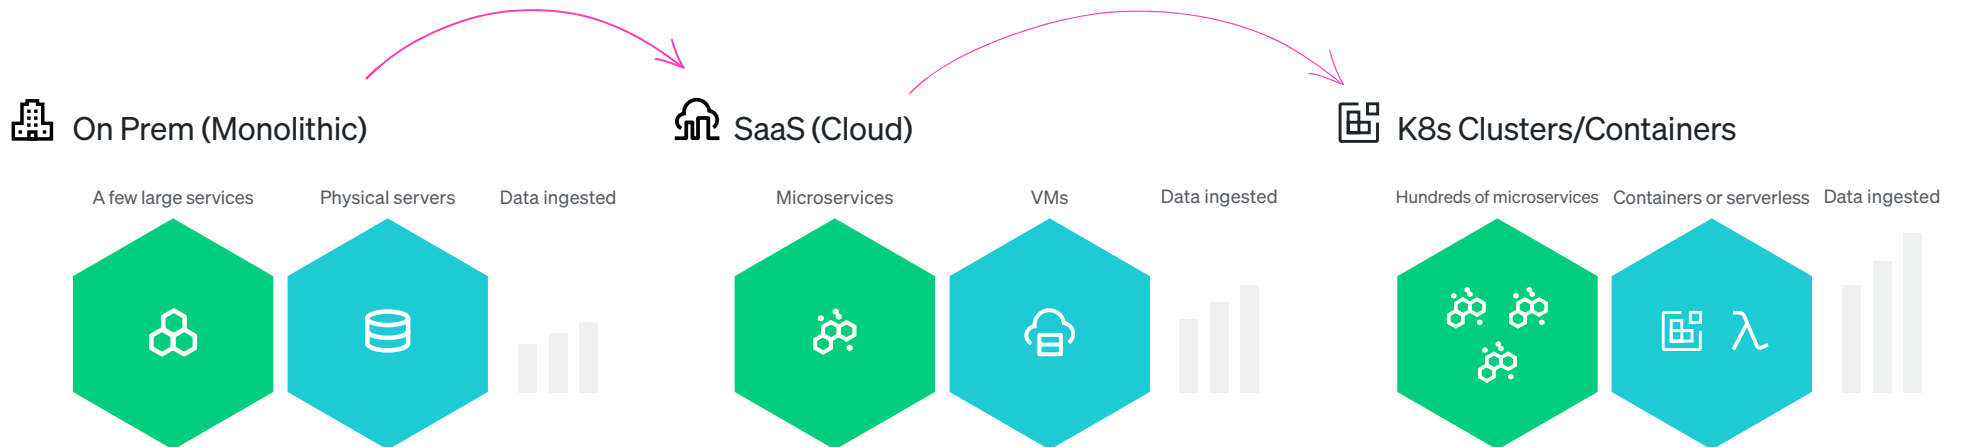 On Prem (Monolithic)
SaaS (Cloud)
K8s Clusters/Containers
A few large services
Physical servers
Data ingested
Microservices
VMs
Data ingested
Hundreds of microservices
Containers or serverless
Data ingested
λ